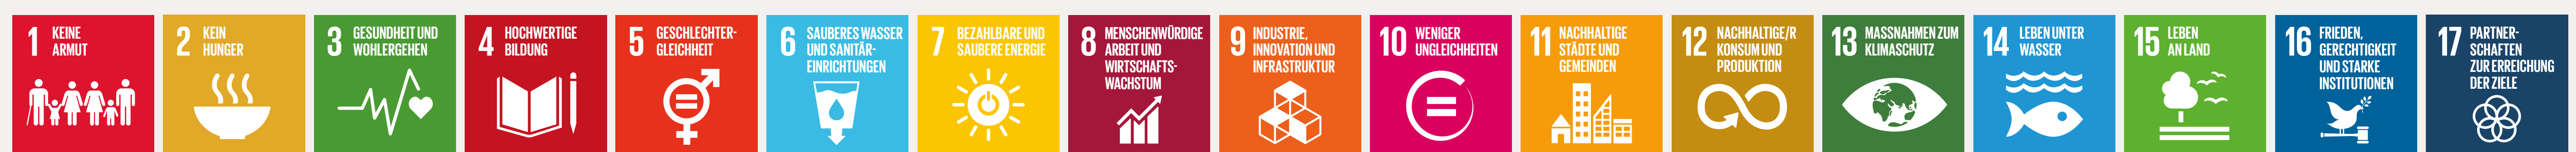 1 KEINE
ARMUT
2 KEIN
HUNGER
3 GESUNDHEIT UND
WOHLERGEHEN
4 HOCHWERTIGE
BILDUNG
5 GESCHLECHTER-
GLEICHHEIT
6 SAUBERES WASSER
UND SANITÄR-
EINRICHTUNGEN
7 BEZAHLBARE UND
SAUBERE ENERGIE
8 MENSCHENWÜRDIGE
ARBEIT UND
WIRTSCHAFTS-
WACHSTUM
9 INDUSTRIE,
INNOVATION UND
INFRASTRUKTUR
10 WENIGER
UNGLEICHHEITEN
11 NACHHALTIGE
STÄDTE UND
GEMEINDEN
12 NACHHALTIGE/R
KONSUM UND
PRODUKTION
13 MASSNAHMEN ZUM
KLIMASCHUTZ
14 LEBEN UNTER
WASSER
15 LEBEN
AN LAND
16 FRIEDEN,
GERECHTIGKEIT
UND STARKE
INSTITUTIONEN
17 PARTNER-
SCHAFTEN
ZUR ERREICHUNG
DER ZIELE